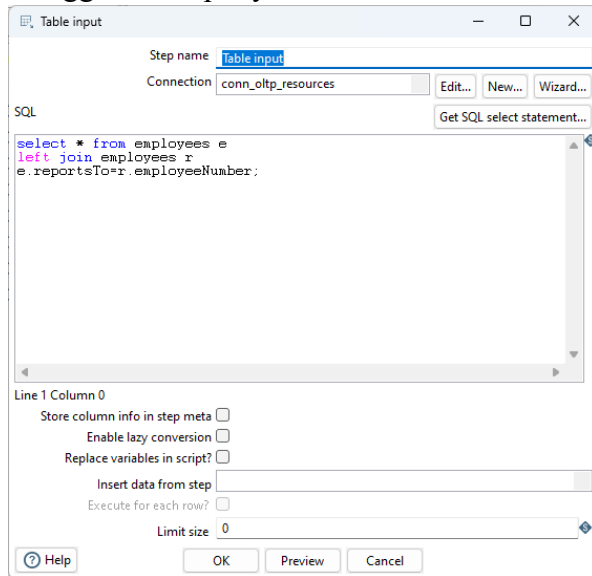 Table input
Step name Table input
Connection conn_oltp_resources Edit... New... Wizard...
SQL Get SQL select statement...
select * from employees e
left join employees r
e.reportsTo=r.employeeNumber;
Line 1 Column 0
Store column info in step meta
Enable lazy conversion
Replace variables in script?
Insert data from step
Execute for each row?
Limit size 0
Help OK Preview Cancel